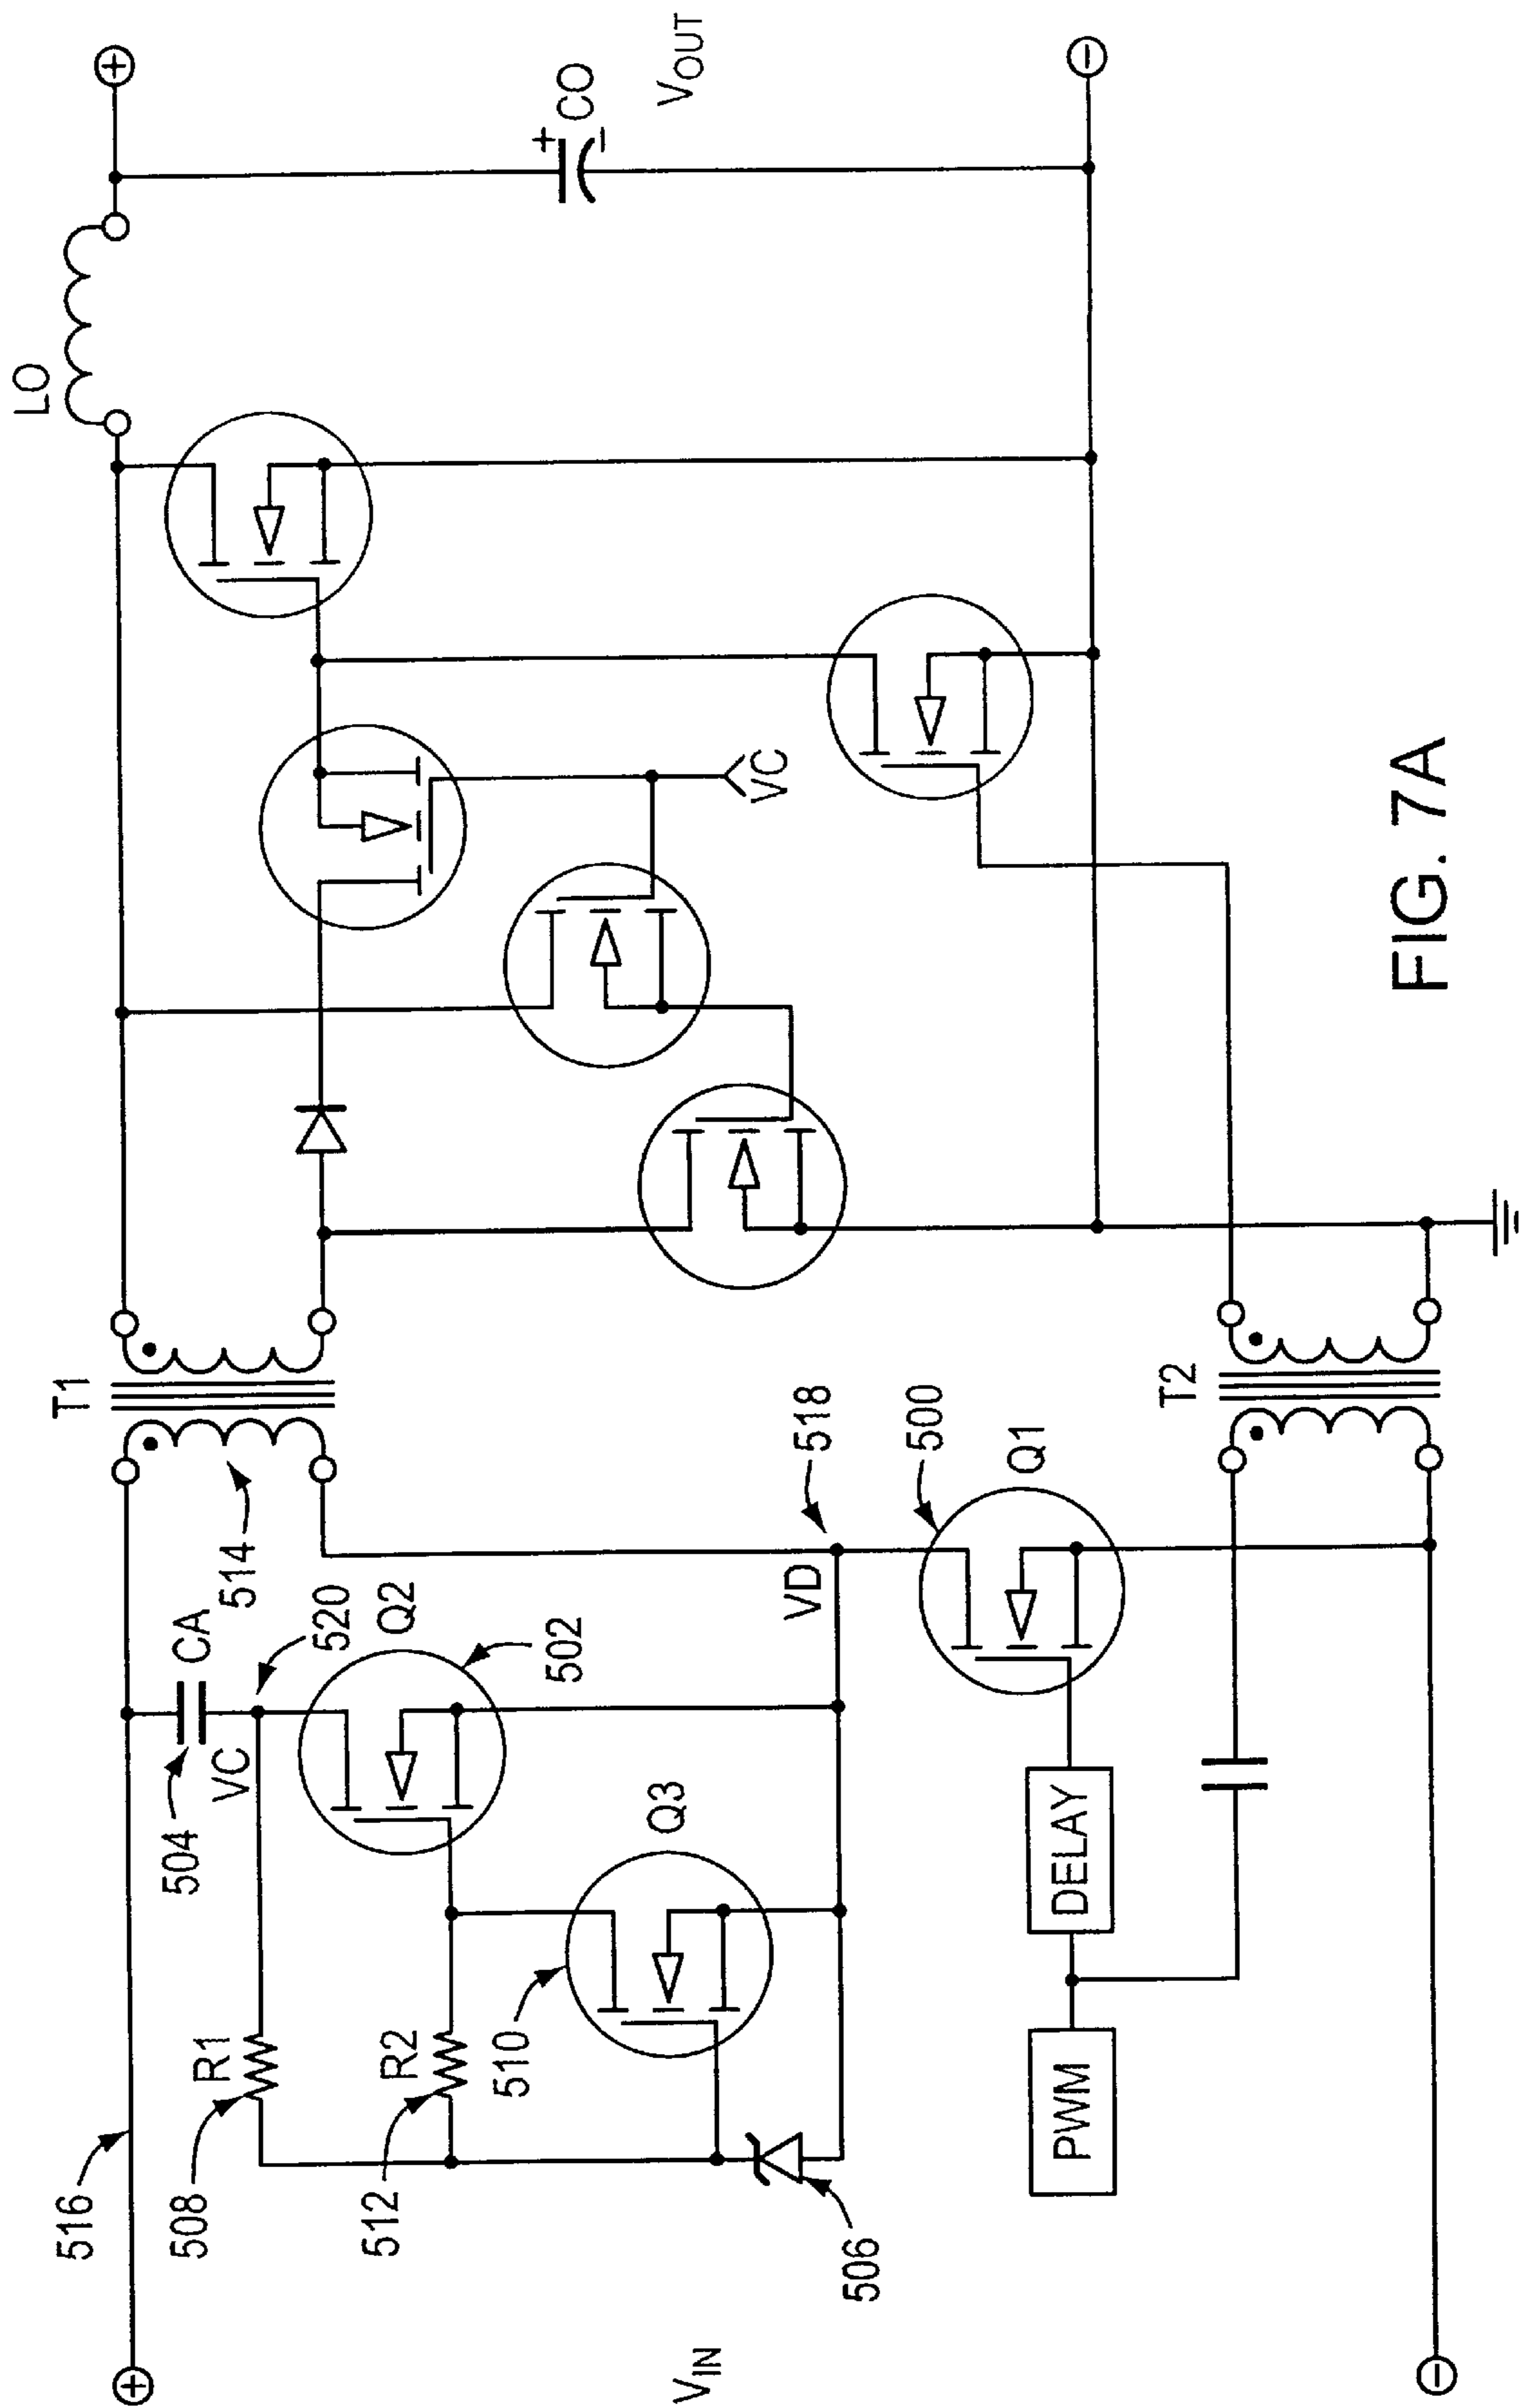 516
508
R1
504
VC
CA
520
514
T1
LO
512
R2
Q2
502
510
Q3
506
VD
518
500
Q1
VC
CO
+
−
VOUT
VIN
PWM
DELAY
T2
FIG. 7A